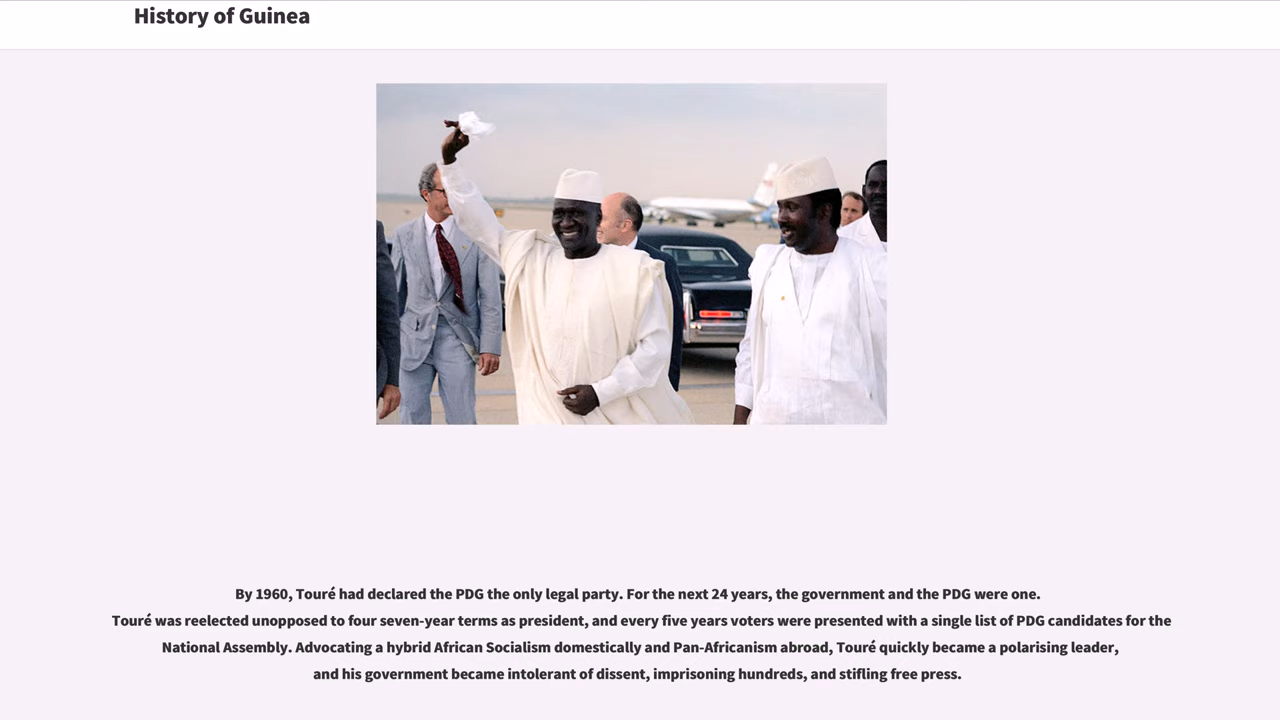 History of Guinea
By 1960, Touré had declared the PDG the only legal party. For the next 24 years, the government and the PDG were one.
Touré was reelected unopposed to four seven-year terms as president, and every five years voters were presented with a single list of PDG candidates for the
National Assembly. Advocating a hybrid African Socialism domestically and Pan-Africanism abroad, Touré quickly became a polarising leader,
and his government became intolerant of dissent, imprisoning hundreds, and stifling free press.